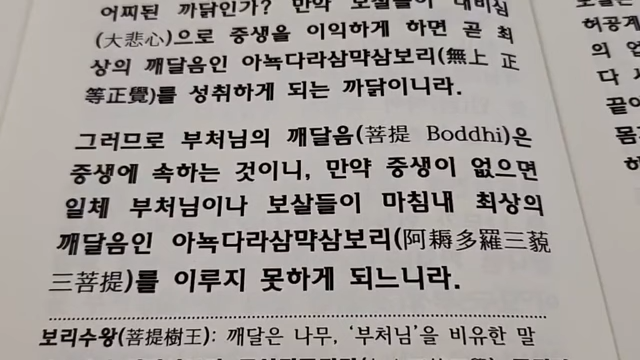 어찌된 까닭인가? 만약 보살들이 대비심
(大悲心)으로 중생을 이익하게 하면 곧 최
상의 깨달음인 아뇩다라삼먁삼보리(無上 正
等正覺)를 성취하게 되는 까닭이니라.
그러므로 부처님의 깨달음(菩提 Boddhi)은
중생에 속하는 것이니, 만약 중생이 없으면
일체 부처님이나 보살들이 마침내 최상의
깨달음인 아뇩다라삼먁삼보리(阿耨多羅三藐
三菩提)를 이루지 못하게 되느니라.
보리수왕(菩提樹王): 깨달은 나무, '부처님'을 비유한 말
허공계
의 업
다 시
끝이
몸고
하